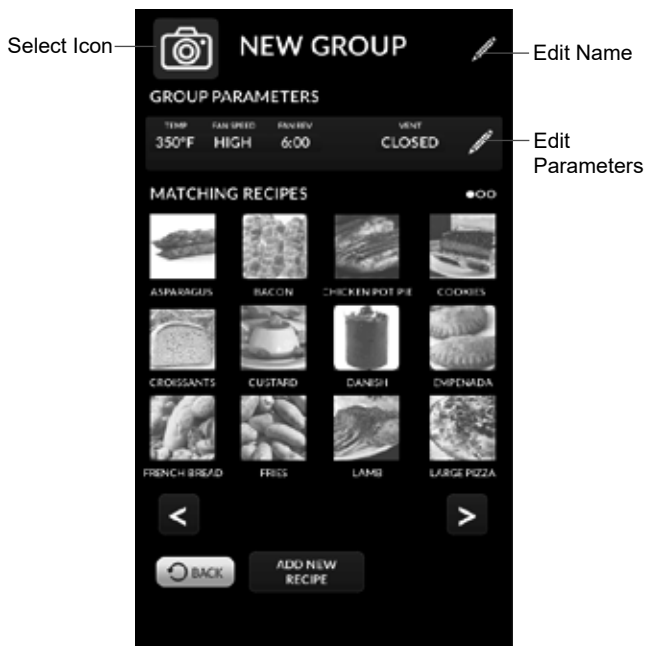 Select Icon
NEW GROUP
Edit Name
GROUP PARAMETERS
TEMP FAN SPEED FAN REV VENT
350°F HIGH 6:00 CLOSED
Edit
Parameters
MATCHING RECIPES
ASPARAGUS BACON CHICKEN POT PIE COOKIES
CROISSANTS CUSTARD DANISH EMPENADA
FRENCH BREAD FRIES LAMB LARGE PIZZA
< >
BACK ADD NEW
RECIPE